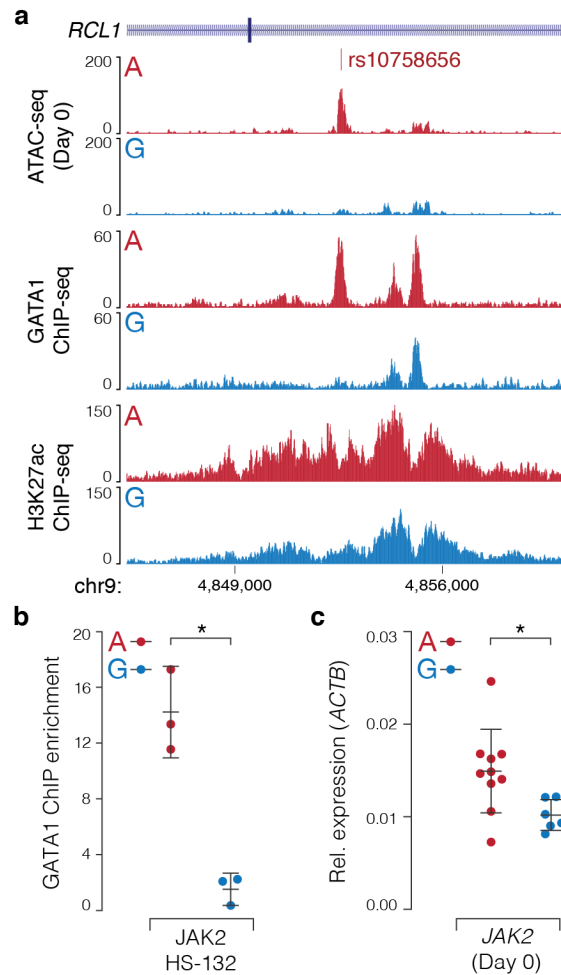 a
RCL1
rs10758656
ATAC-seq
(Day 0)
200
A
0
200
G
0
GATA1
ChIP-seq
60
A
0
60
G
0
H3K27ac
ChIP-seq
150
A
0
150
G
0
chr9: 4,849,000 4,856,000
b
A
G
*
GATA1 ChIP enrichment
20
16
12
8
4
0
JAK2
HS-132
c
A
G
*
Rel. expression (ACTB)
0.03
0.02
0.01
0.00
JAK2
(Day 0)